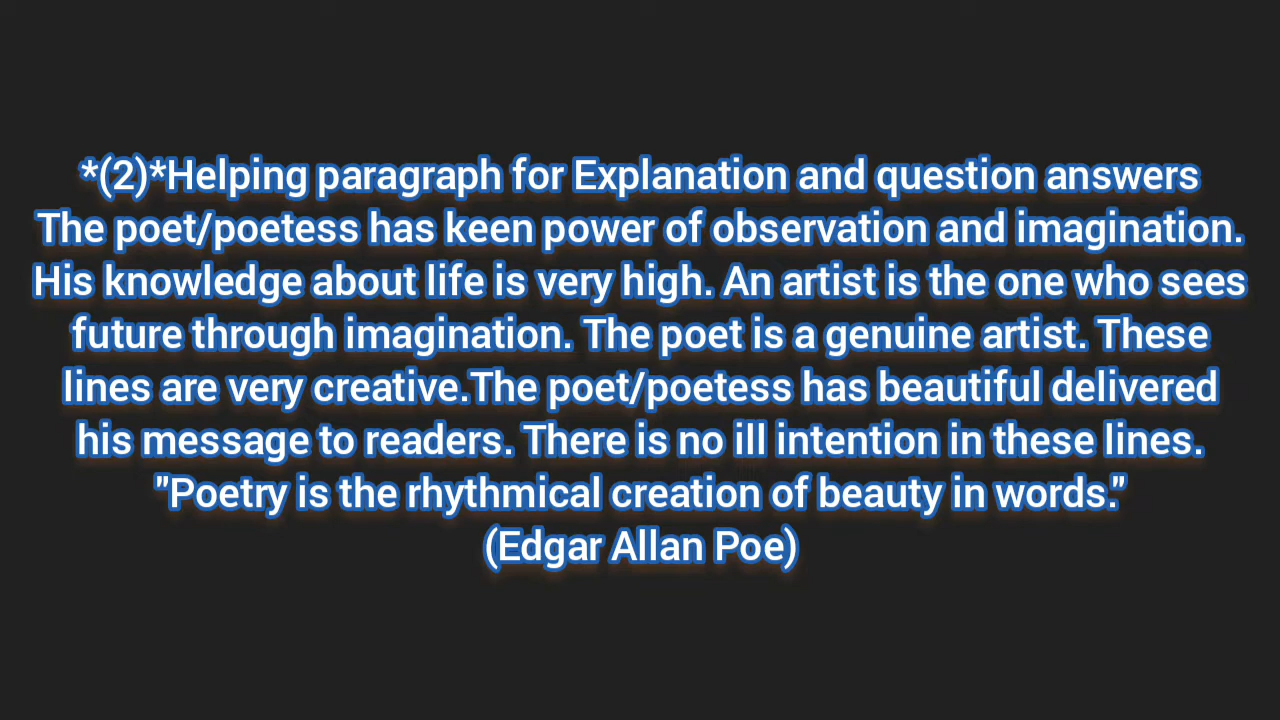 *(2)*Helping paragraph for Explanation and question answers
The poet/poetess has keen power of observation and imagination.
His knowledge about life is very high. An artist is the one who sees
future through imagination. The poet is a genuine artist. These
lines are very creative.The poet/poetess has beautiful delivered
his message to readers. There is no ill intention in these lines.
"Poetry is the rhythmical creation of beauty in words."
(Edgar Allan Poe)